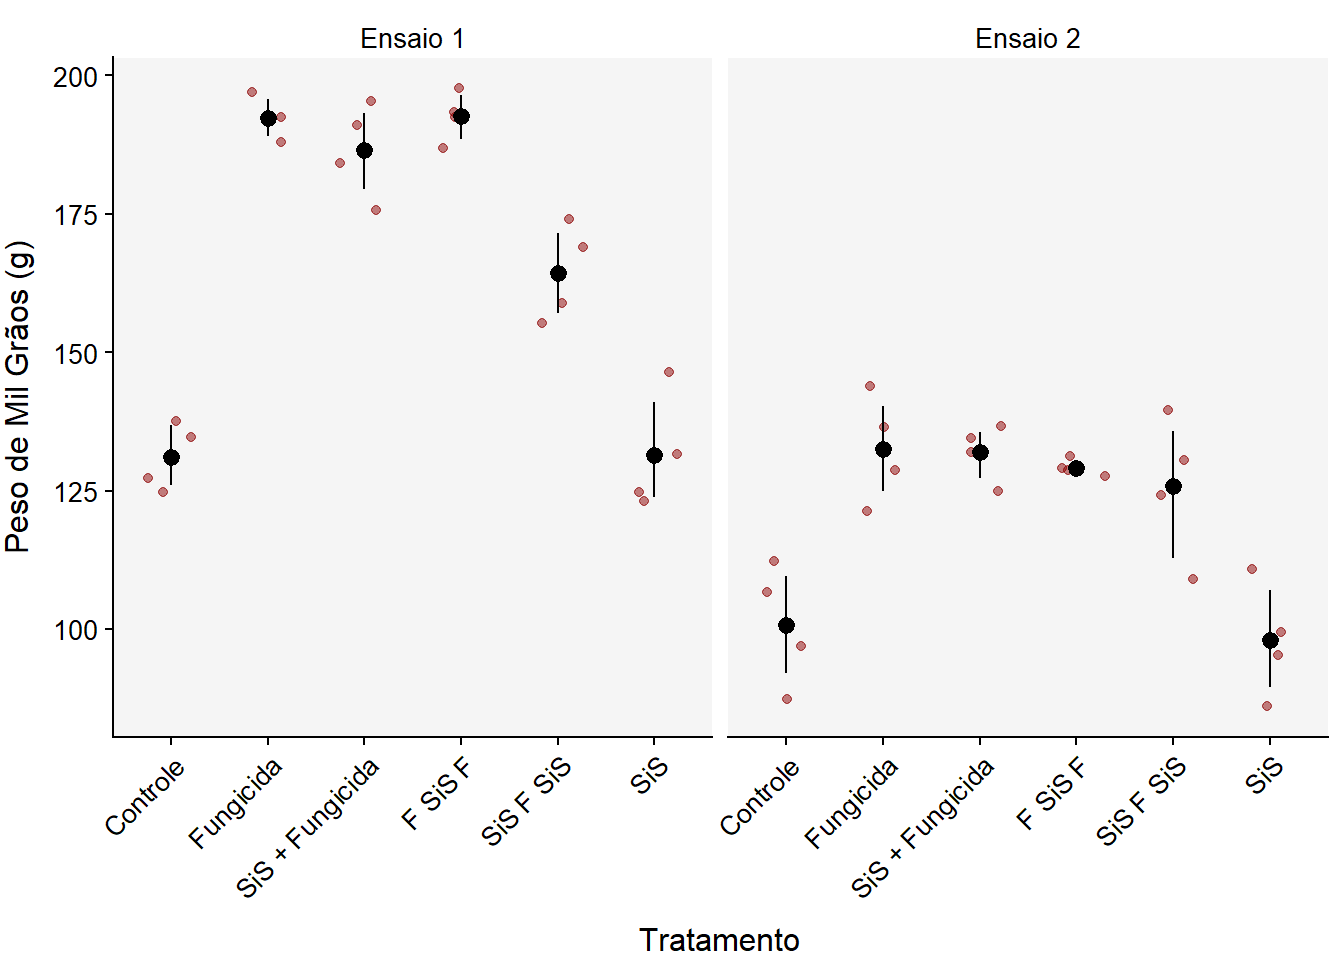 Ensaio 1
Ensaio 2
Peso de Mil Grãos (g)
200
175
150
125
100
Controle
Fungicida
SiS + Fungicida
F SiS F
SiS F SiS
SiS
Controle
Fungicida
SiS + Fungicida
F SiS F
SiS F SiS
SiS
Tratamento